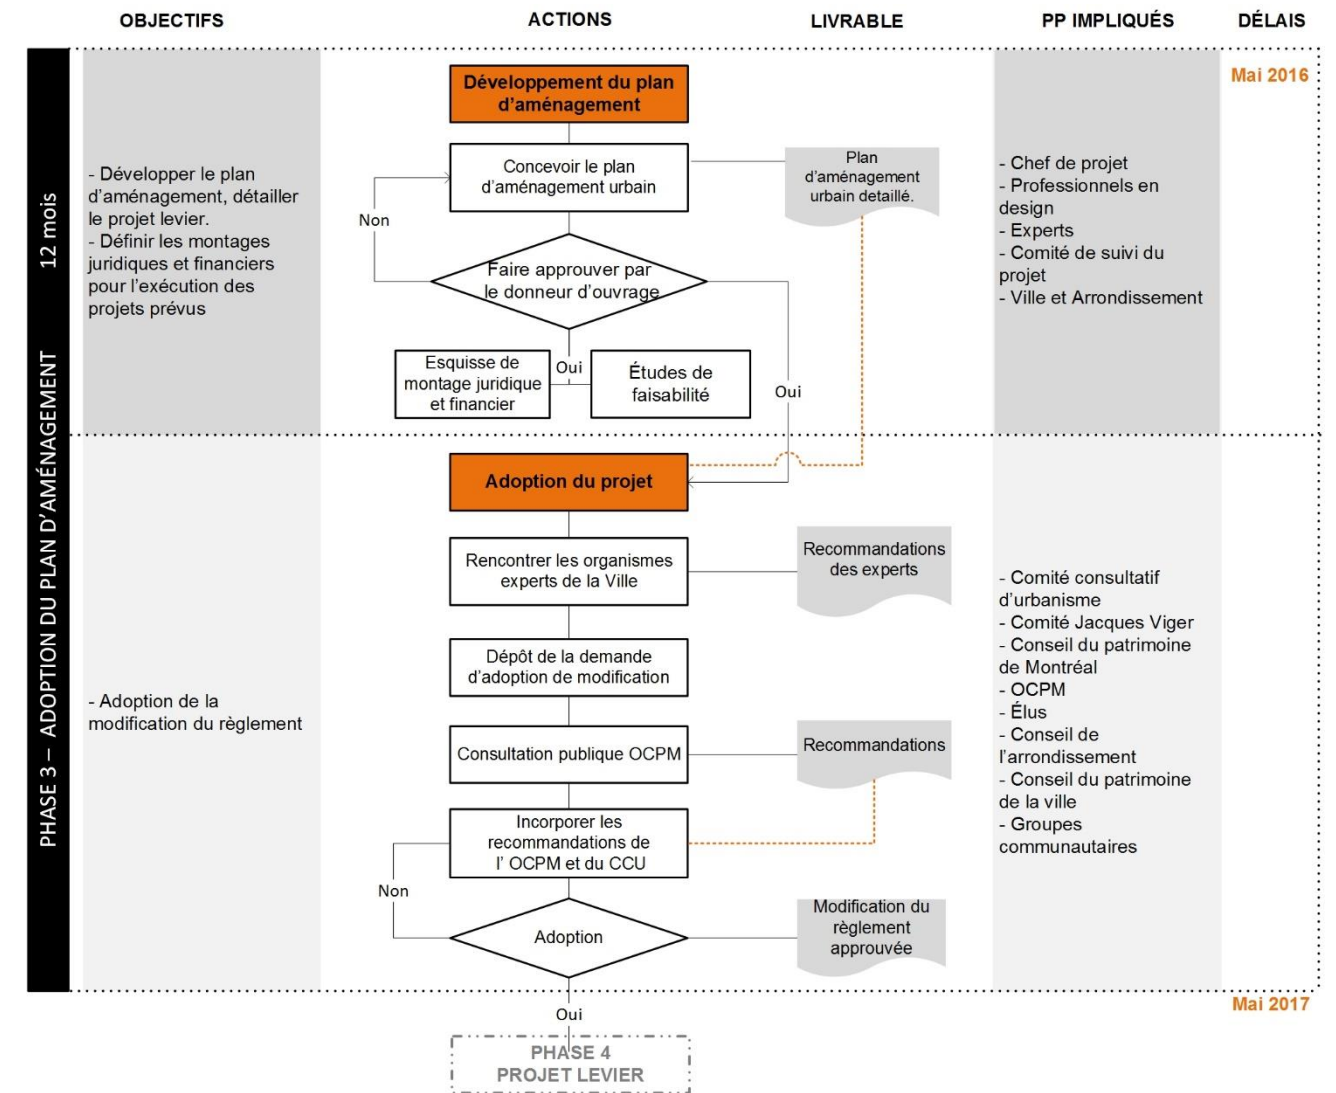 OBJECTIFS
ACTIONS
LIVRABLE
PP IMPLIQUÉS
DÉLAIS
PHASE 3 – ADOPTION DU PLAN D'AMÉNAGEMENT
12 mois
Mai 2016
- Développer le plan
d'aménagement, détailler
le projet levier.
- Définir les montages
juridiques et financiers
pour l'exécution des
projets prévus
Développement du plan
d'aménagement
Concevoir le plan
d'aménagement urbain
Non
Faire approuver par
le donneur d'ouvrage
Oui
Esquisse de
montage juridique
et financier
Études de
faisabilité
Oui
Plan
d'aménagement
urbain detaillé.
- Chef de projet
- Professionnels en
design
- Experts
- Comité de suivi du
projet
- Ville et Arrondissement
- Adoption de la
modification du règlement
Adoption du projet
Rencontrer les organismes
experts de la Ville
Recommandations
des experts
Dépôt de la demande
d'adoption de modification
Consultation publique OCPM
Recommandations
Incorporer les
recommandations de
l' OCPM et du CCU
Non
Adoption
Modification du
règlement
approuvée
- Comité consultatif
d'urbanisme
- Comité Jacques Viger
- Conseil du patrimoine
de Montréal
- OCPM
- Élus
- Conseil de
l'arrondissement
- Conseil du patrimoine
de la ville
- Groupes
communautaires
Mai 2017
Oui
PHASE 4
PROJET LEVIER